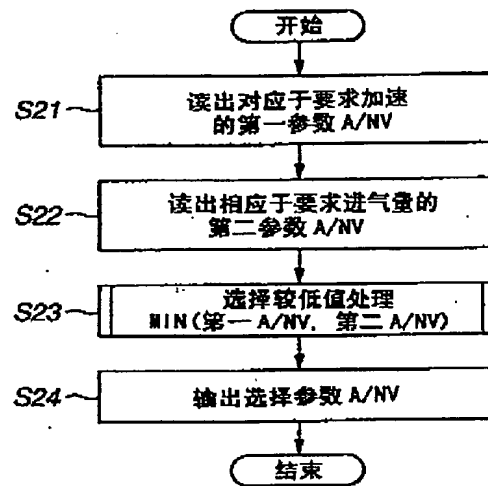 开始
S21
读出对应于要求加速
的第一参数 A/NV
S22
读出相应于要求进气量的
第二参数 A/NV
S23
选择较低值处理
MIN(第一 A/NV, 第二 A/NV)
S24
输出选择参数 A/NV
结束